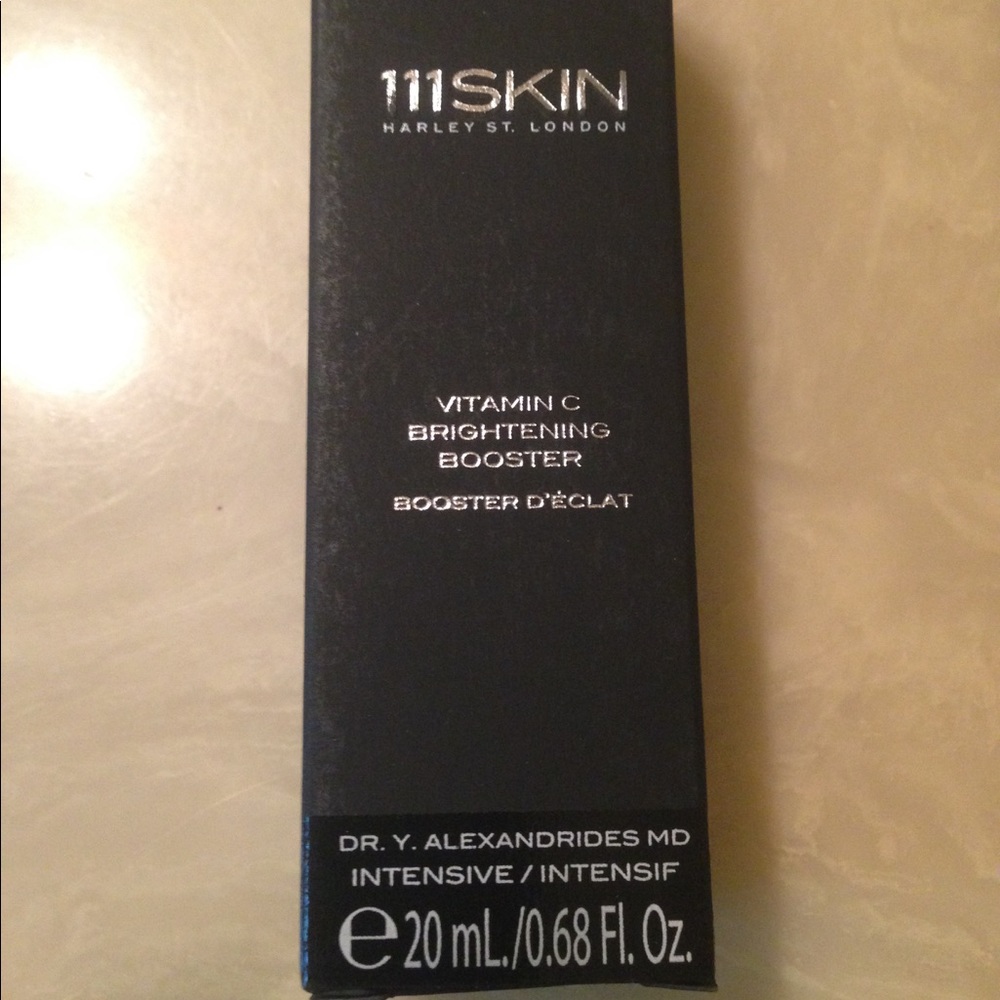 111SKIN
HARLEY ST. LONDON
VITAMIN C
BRIGHTENING
BOOSTER
BOOSTER D'ÉCLAT
DR. Y. ALEXANDRIDES MD
INTENSIVE / INTENSIF
℮ 20 mL./0.68 Fl. Oz.